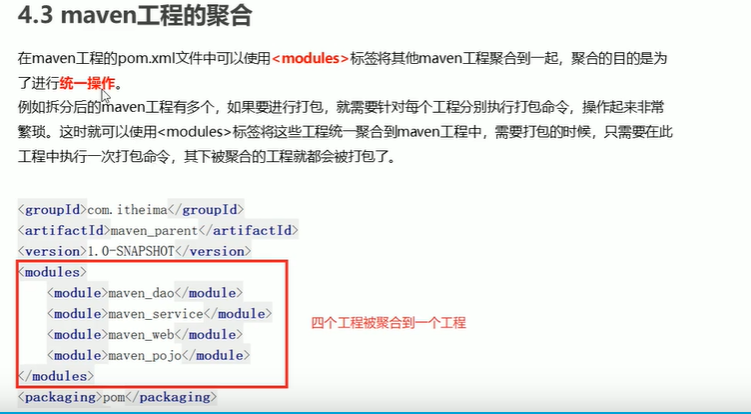 4.3 maven工程的聚合
在maven工程的pom.xml文件中可以使用<modules>标签将其他maven工程聚合到一起，聚合的目的是为
了进行统一操作。
例如拆分后的maven工程有多个，如果要进行打包，就需要针对每个工程分别执行打包命令，操作起来非常
繁琐。这时就可以使用<modules>标签将这些工程统一聚合到maven工程中，需要打包的时候，只需要在此
工程中执行一次打包命令，其下被聚合的工程就都会被打包了。
<groupId>com.itheima</groupId>
<artifactId>maven_parent</artifactId>
<version>1.0-SNAPSHOT</version>
<modules>
<module>maven_dao</module>
<module>maven_service</module>
<module>maven_web</module>
<module>maven_pojo</module>
</modules>
<packaging>pom</packaging>
四个工程被聚合到一个工程